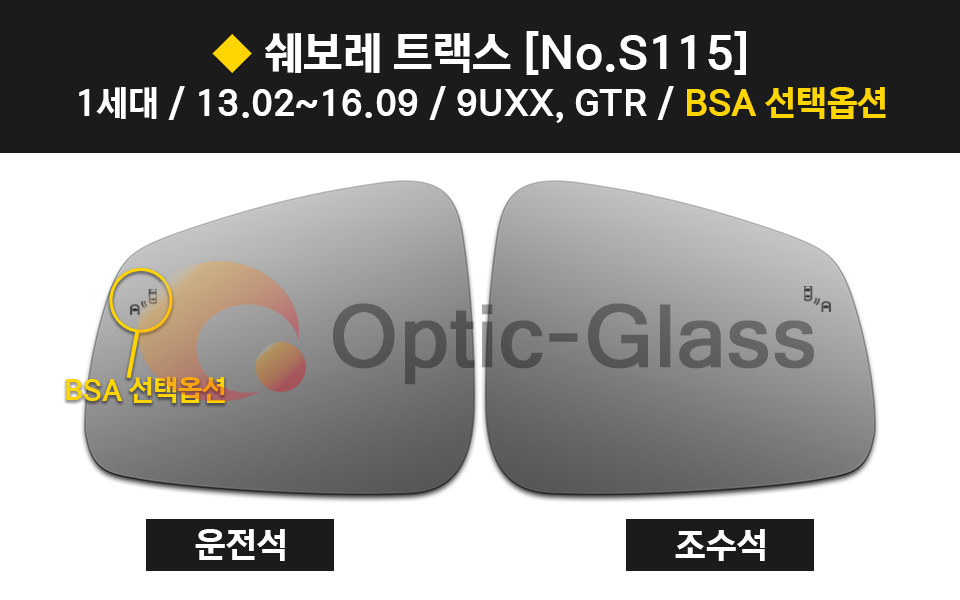 ◆ 쉐보레 트랙스 [No.S115]
1세대 / 13.02~16.09 / 9UXX, GTR / BSA 선택옵션
Optic-Glass
BSA 선택옵션
운전석
조수석